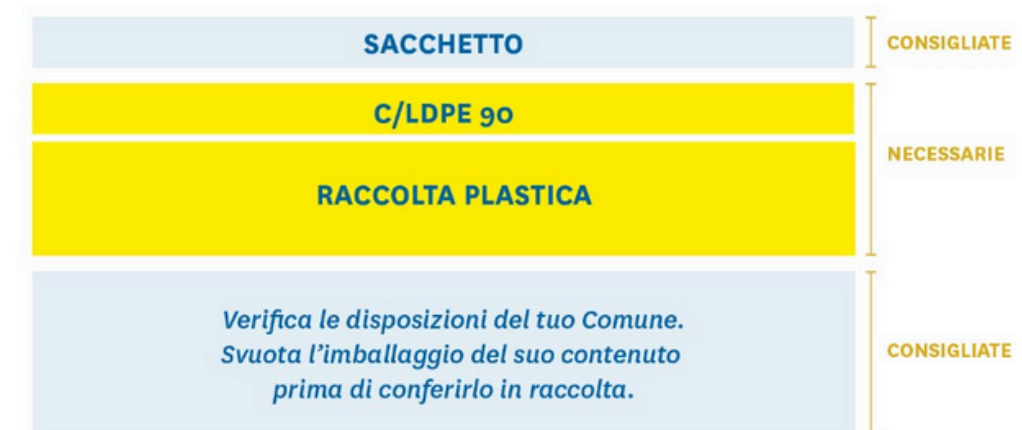 SACCHETTO
CONSIGLIATE
C/LDPE 90
NECESSARIE
RACCOLTA PLASTICA
Verifica le disposizioni del tuo Comune.
Svuota l’imballaggio del suo contenuto
prima di conferirlo in raccolta.
CONSIGLIATE